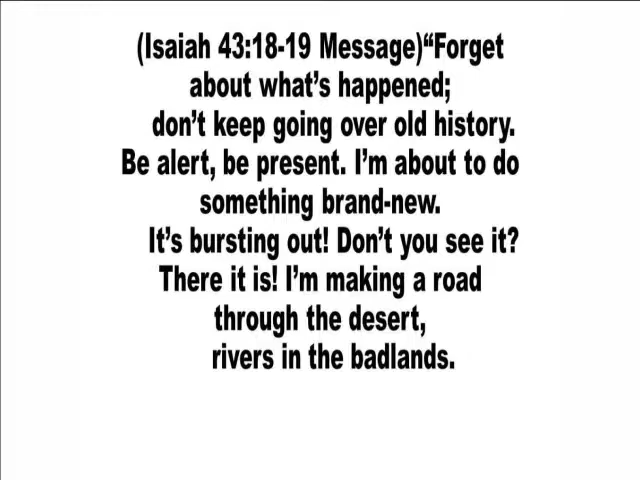 (Isaiah 43:18-19 Message)“Forget
about what’s happened;
don’t keep going over old history.
Be alert, be present. I’m about to do
something brand-new.
It’s bursting out! Don’t you see it?
There it is! I’m making a road
through the desert,
rivers in the badlands.